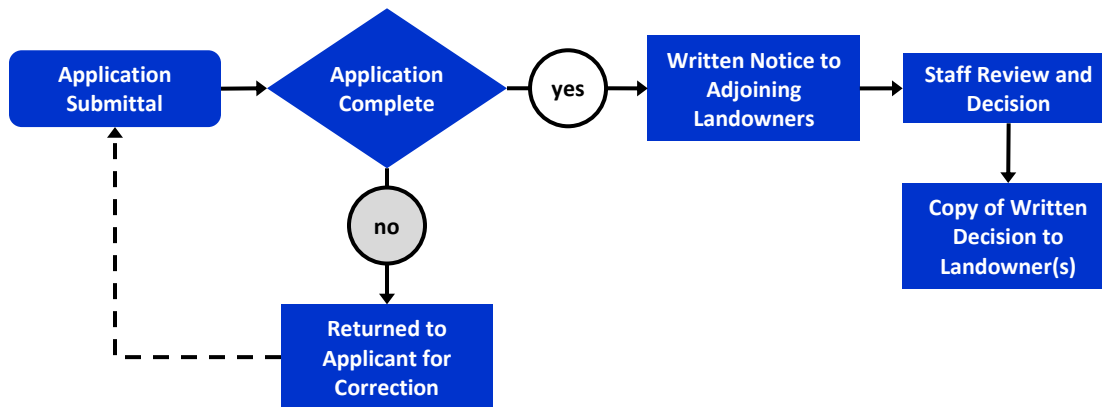 Application
Submittal
Application
Complete
yes
Written Notice to
Adjoining
Landowners
Staff Review and
Decision
Copy of Written
Decision to
Landowner(s)
no
Returned to
Applicant for
Correction